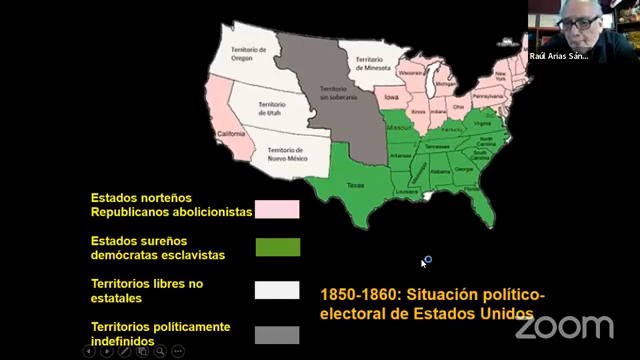 Raúl Arias Sán...
Territorio de
Oregon
Territorio
de Minesota
Territorio
sin soberanía
Territorio
de Utah
Territorio de
Nuevo México
California
Wisconsin
Michigan
New
York
Iowa
Pennsylvania
Illinois
Indiana
Ohio
Missouri
Kentucky
Virginia
North
Carolina
Tennessee
South
Carolina
Arkansas
Mississippi
Alabama
Georgia
Texas
Louisiana
Florida
Estados norteños
Republicanos abolicionistas
Estados sureños
demócratas esclavistas
Territorios libres no
estatales
Territorios políticamente
indefinidos
1850-1860: Situación político-
electoral de Estados Unidos
zoom